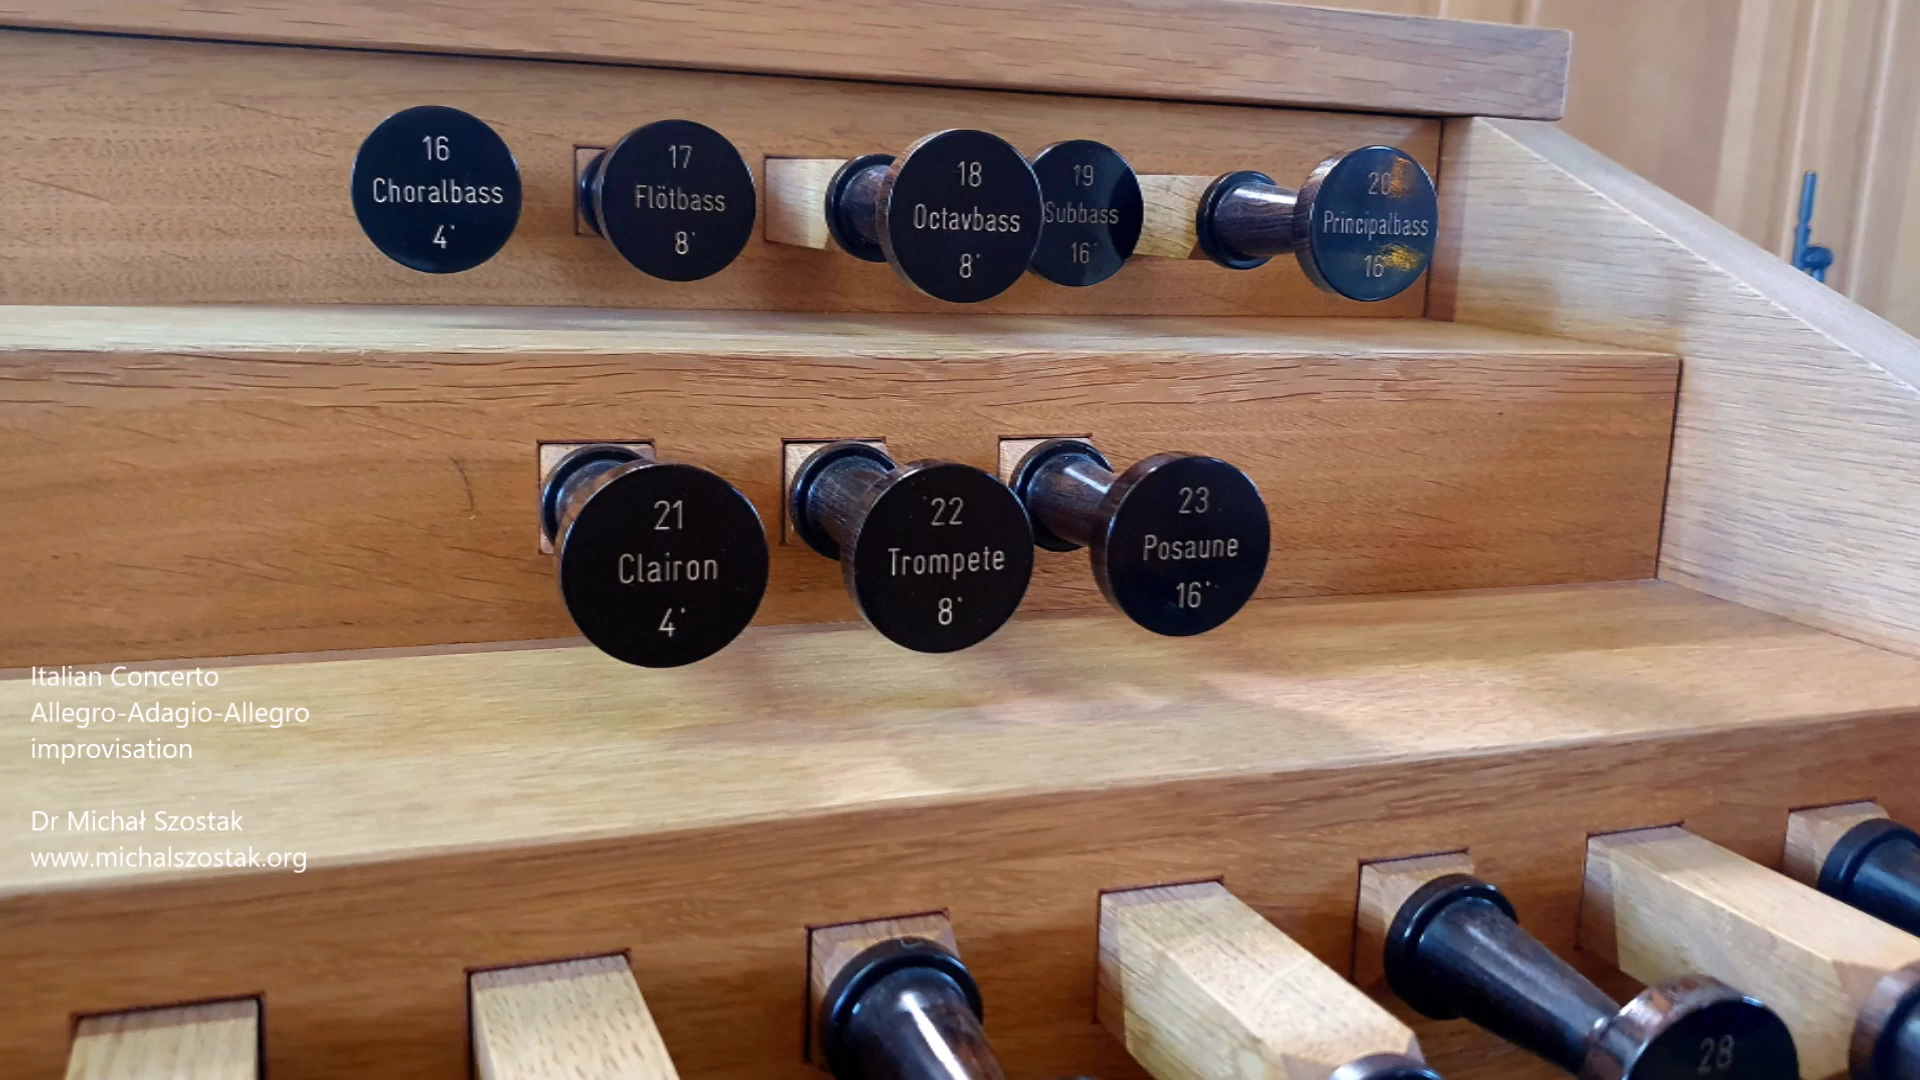 16
Choralbass
4'
17
Flötbass
8'
18
Octavbass
8'
19
Subbass
16'
20
Principalbass
16'
21
Clairon
4'
22
Trompete
8'
23
Posaune
16'
Italian Concerto
Allegro-Adagio-Allegro
improvisation
Dr Michał Szostak
www.michalszostak.org
28